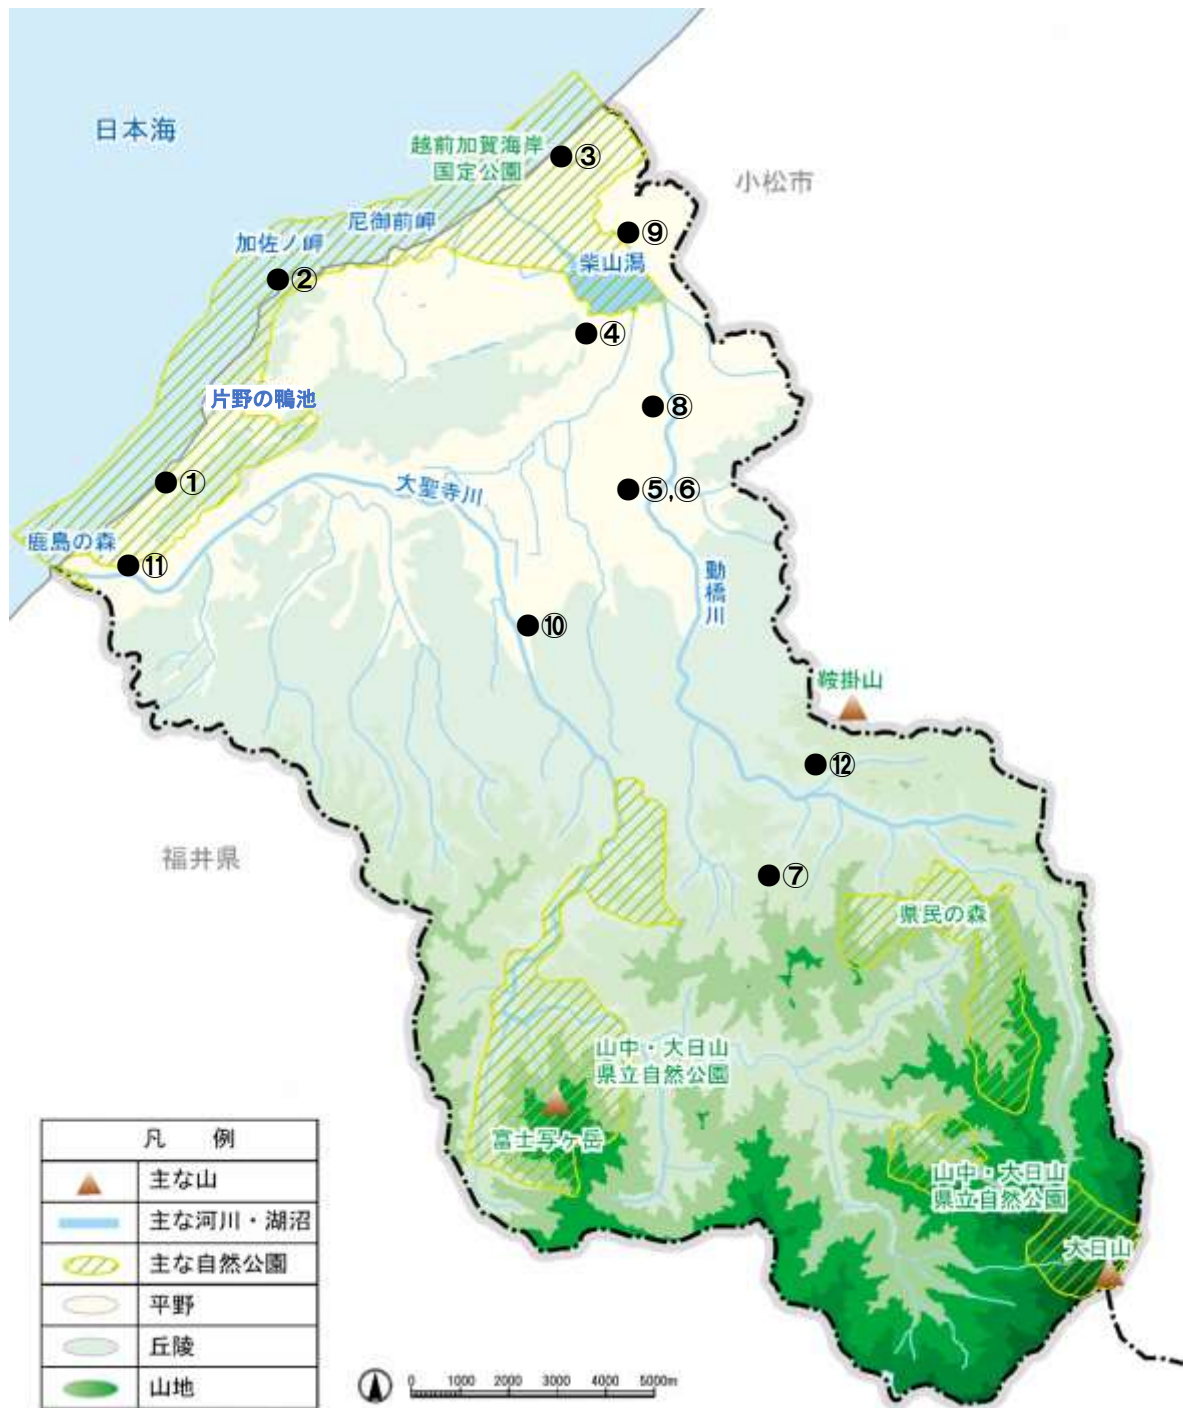 日本海
越前加賀海岸
国定公園
③
小松市
尼御前岬
加佐ノ岬
⑨
柴山潟
②
④
片野の鴨池
⑧
①
大聖寺川
⑤,⑥
鹿島の森
⑪
動橋川
⑩
鞍掛山
⑫
福井県
⑦
県民の森
山中・大日山
県立自然公園
富士写ケ岳
山中・大日山
県立自然公園
大日山
凡 例
主な山
主な河川・湖沼
主な自然公園
平野
丘陵
山地
0 1000 2000 3000 4000 5000m